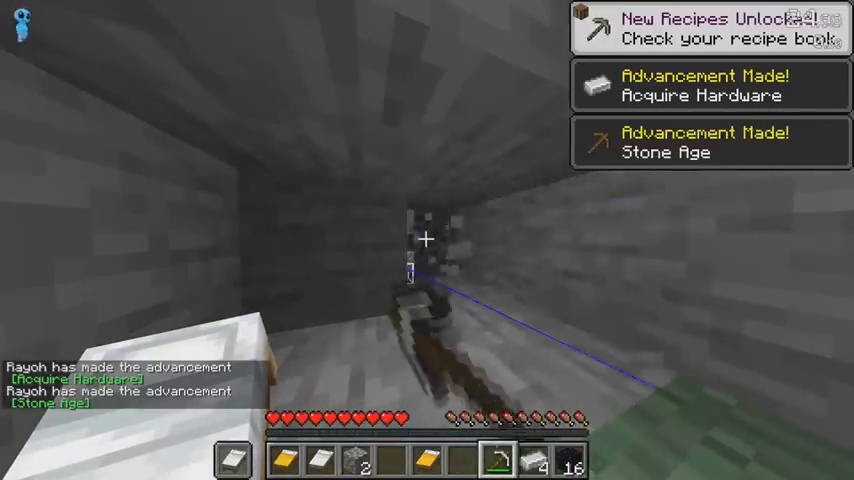 New Recipes Unlocked!
Check your recipe book
Advancement Made!
Acquire Hardware
Advancement Made!
Stone Age
Rayoh has made the advancement
[Acquire Hardware]
Rayoh has made the advancement
[Stone Age]
2
4
16